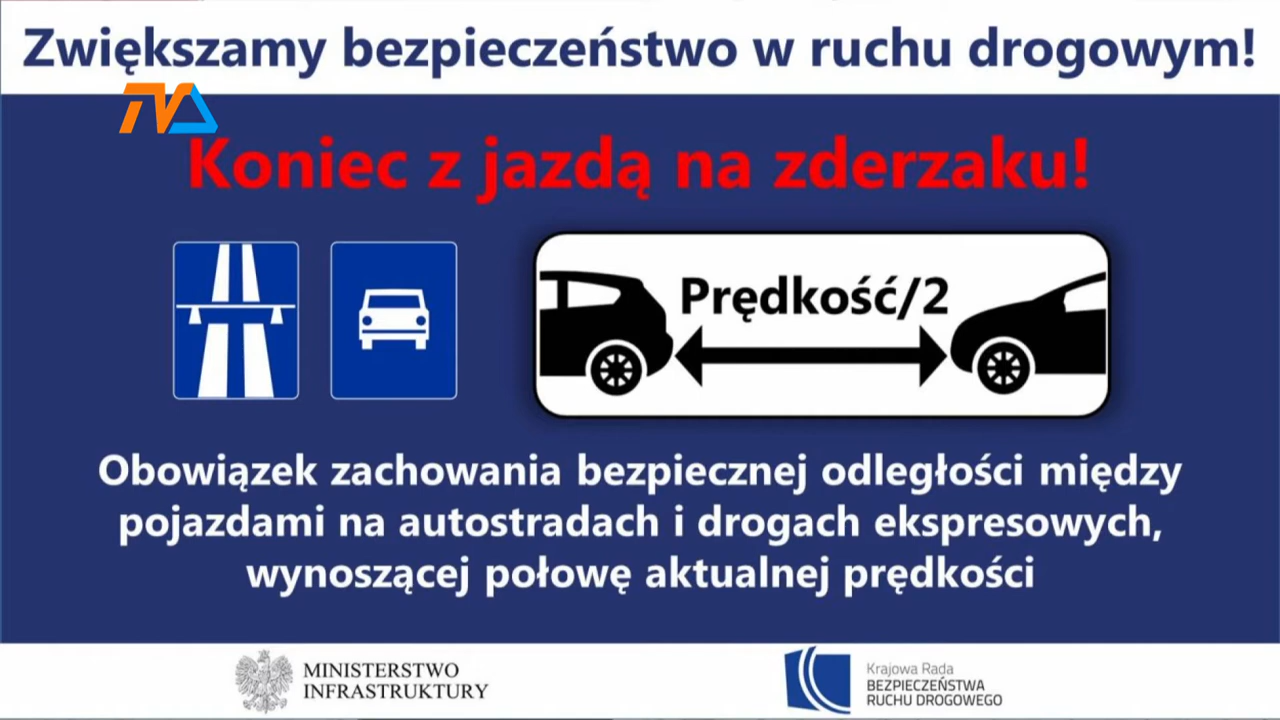 Zwiększamy bezpieczeństwo w ruchu drogowym!
TVA
Koniec z jazdą na zderzaku!
Prędkość/2
Obowiązek zachowania bezpiecznej odległości między
pojazdami na autostradach i drogach ekspresowych,
wynoszącej połowę aktualnej prędkości
MINISTERSTWO
INFRASTRUKTURY
Krajowa Rada
BEZPIECZEŃSTWA
RUCHU DROGOWEGO